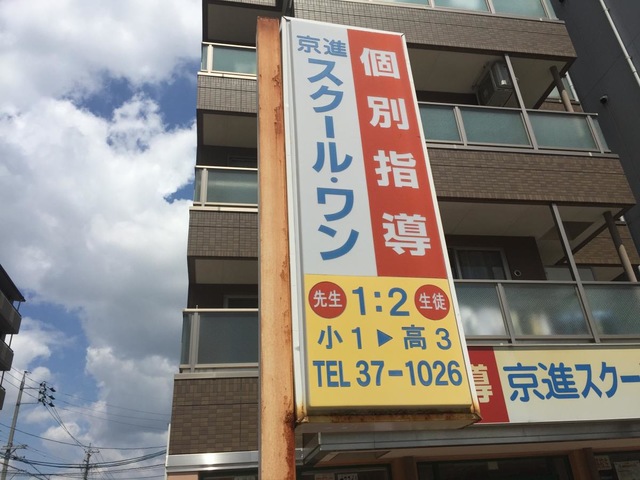 個別指導
京進
スクール・ワン
先生 1:2 生徒
小1▶高3
TEL 37-1026
導 京進スクー